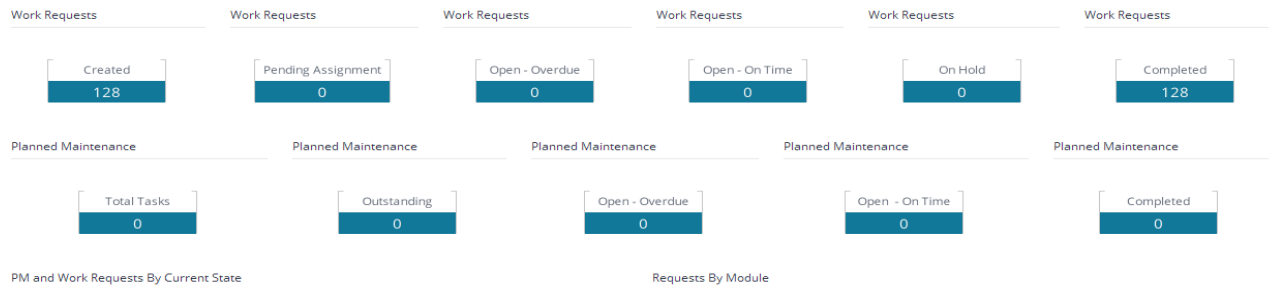 Work Requests Work Requests Work Requests Work Requests Work Requests Work Requests
Created Pending Assignment Open - Overdue Open - On Time On Hold Completed
128 0 0 0 0 128
Planned Maintenance Planned Maintenance Planned Maintenance Planned Maintenance Planned Maintenance
Total Tasks Outstanding Open - Overdue Open - On Time Completed
0 0 0 0 0
PM and Work Requests By Current State Requests By Module